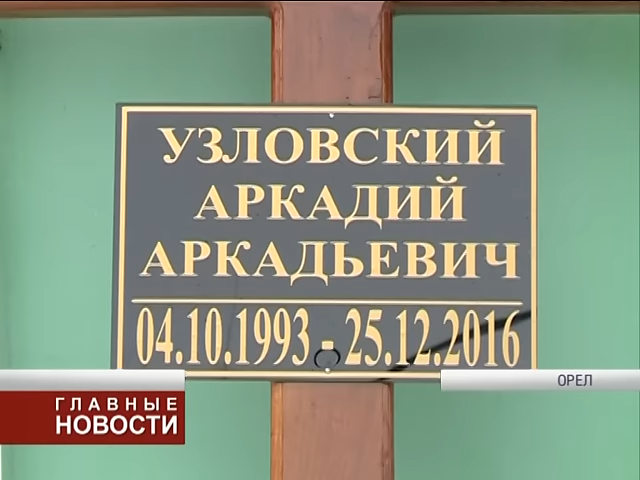 УЗЛОВСКИЙ
АРКАДИЙ
АРКАДЬЕВИЧ
04.10.1993 - 25.12.2016
ОРЕЛ
ГЛАВНЫЕ
НОВОСТИ